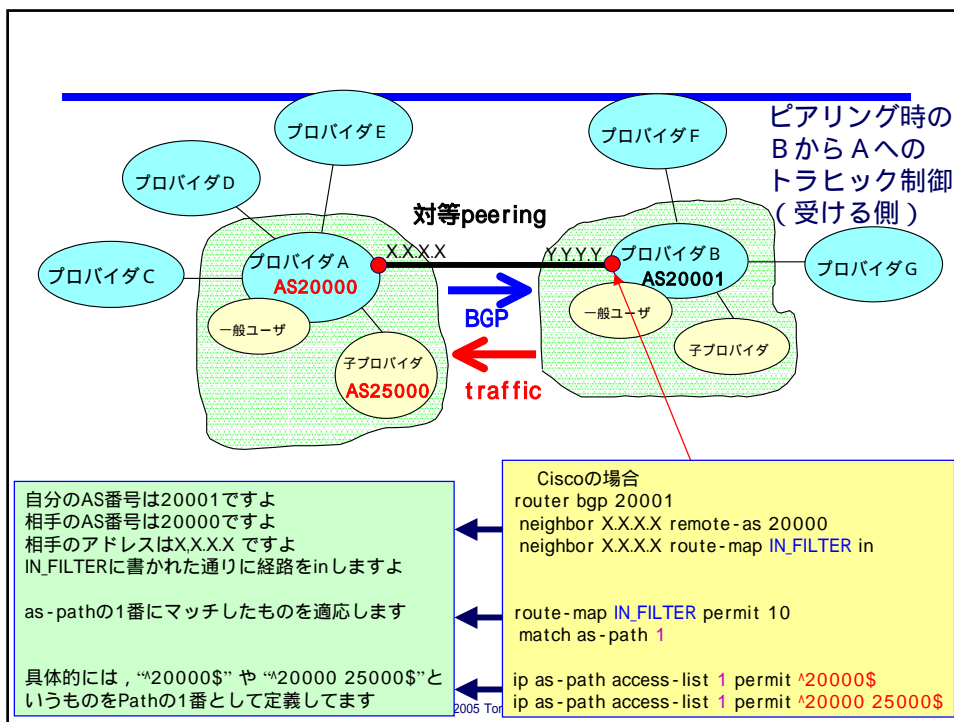 ピアリング時の
BからAへの
トラヒック制御
(受ける側)
プロバイダE
プロバイダF
プロバイダD
対等peering
X.X.X.X
Y.Y.Y.Y
プロバイダC
プロバイダA
AS20000
プロバイダB
AS20001
プロバイダG
BGP
一般ユーザ
一般ユーザ
子プロバイダ
AS25000
traffic
子プロバイダ
自分のAS番号は20001ですよ
相手のAS番号は20000ですよ
相手のアドレスはX,X.X.X ですよ
IN_FILTERに書かれた通りに経路をinしますよ
as-pathの1番にマッチしたものを適応します
具体的には,“^20000$” や “^20000 25000$”と
いうものをPathの1番として定義してます
Ciscoの場合
router bgp 20001
neighbor X.X.X.X remote-as 20000
neighbor X.X.X.X route-map IN_FILTER in
route-map IN_FILTER permit 10
match as-path 1
ip as-path access-list 1 permit ^20000$
ip as-path access-list 1 permit ^20000 25000$
2005